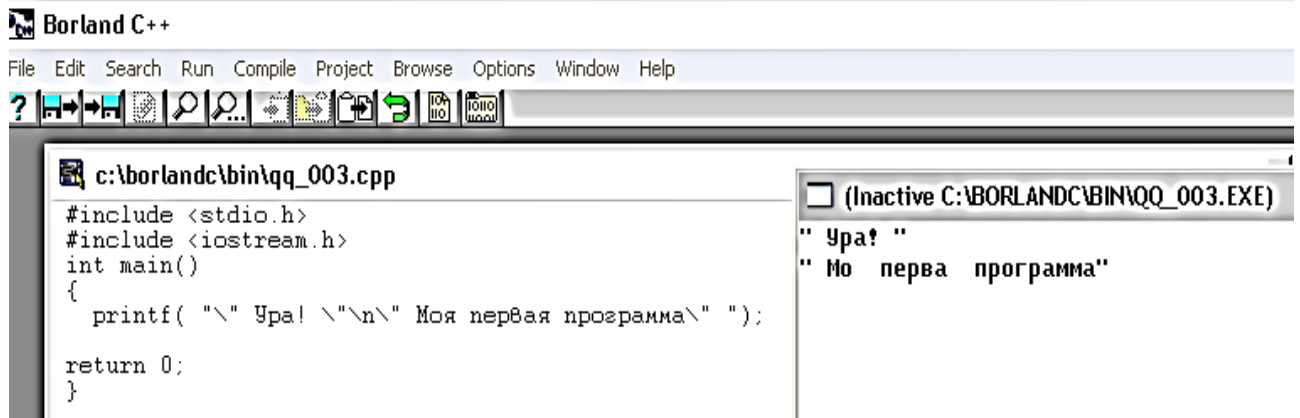 Borland C++
File Edit Search Run Compile Project Browse Options Window Help
c:\borlandc\bin\qq_003.cpp
#include <stdio.h>
#include <iostream.h>
int main()
{
printf( "\" Ура! \"\n\" Моя первая программа\" ");
return 0;
}
(Inactive C:\BORLANDC\BIN\QQ_003.EXE)
" Ура! "
" Мо перва программа"